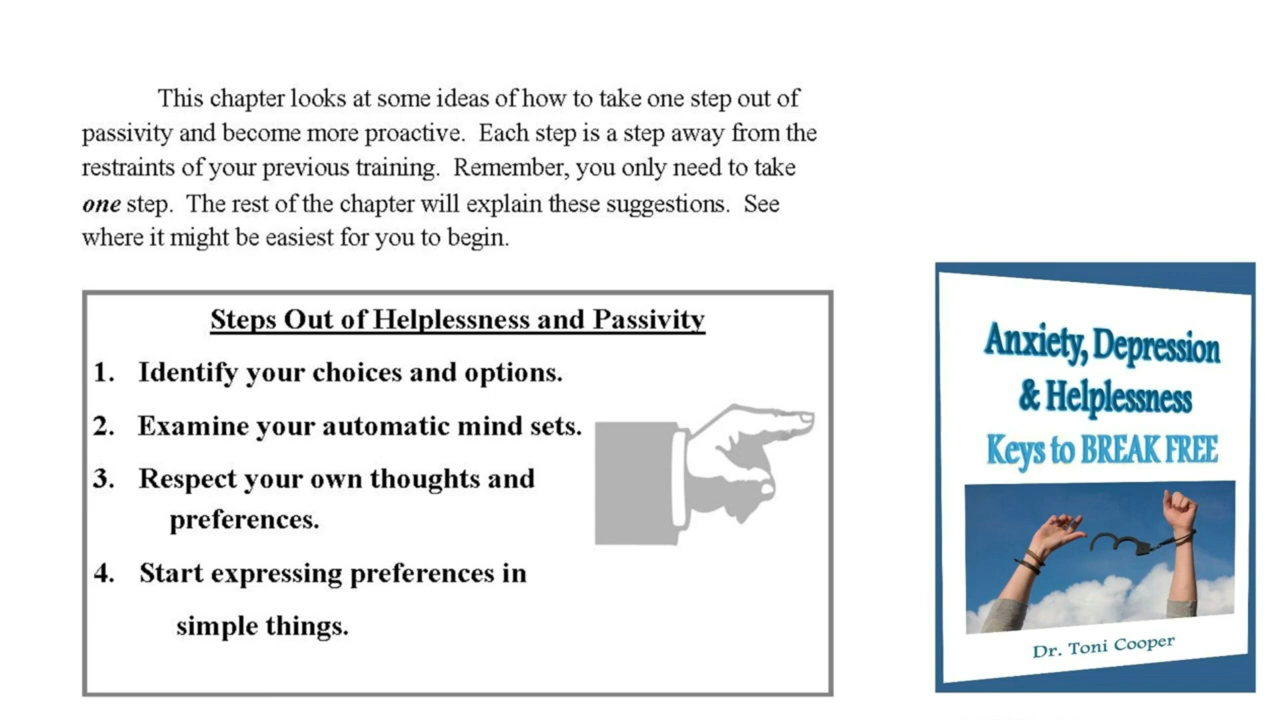 This chapter looks at some ideas of how to take one step out of
passivity and become more proactive. Each step is a step away from the
restraints of your previous training. Remember, you only need to take
one step. The rest of the chapter will explain these suggestions. See
where it might be easiest for you to begin.
Steps Out of Helplessness and Passivity
1. Identify your choices and options.
2. Examine your automatic mind sets.
3. Respect your own thoughts and
preferences.
4. Start expressing preferences in
simple things.
Anxiety, Depression
& Helplessness
Keys to BREAK FREE
Dr. Toni Cooper